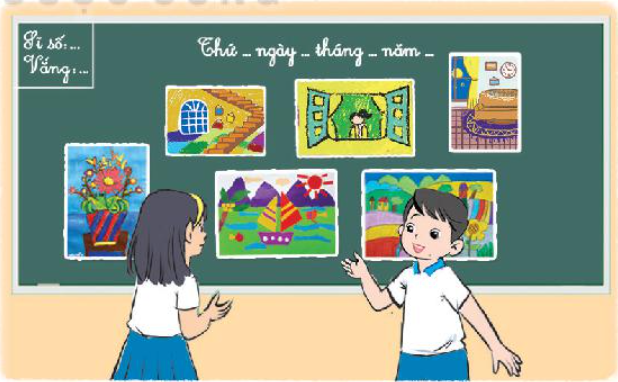 Sĩ số:...
Vắng:...
Thứ ... ngày ... tháng ... năm ...